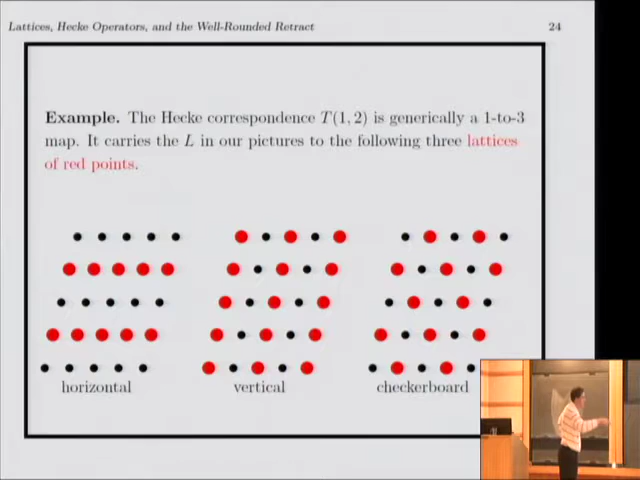 Lattices, Hecke Operators, and the Well-Rounded Retract 24
Example. The Hecke correspondence T(1, 2) is generically a 1-to-3
map. It carries the L in our pictures to the following three lattices
of red points.
horizontal vertical checkerboard